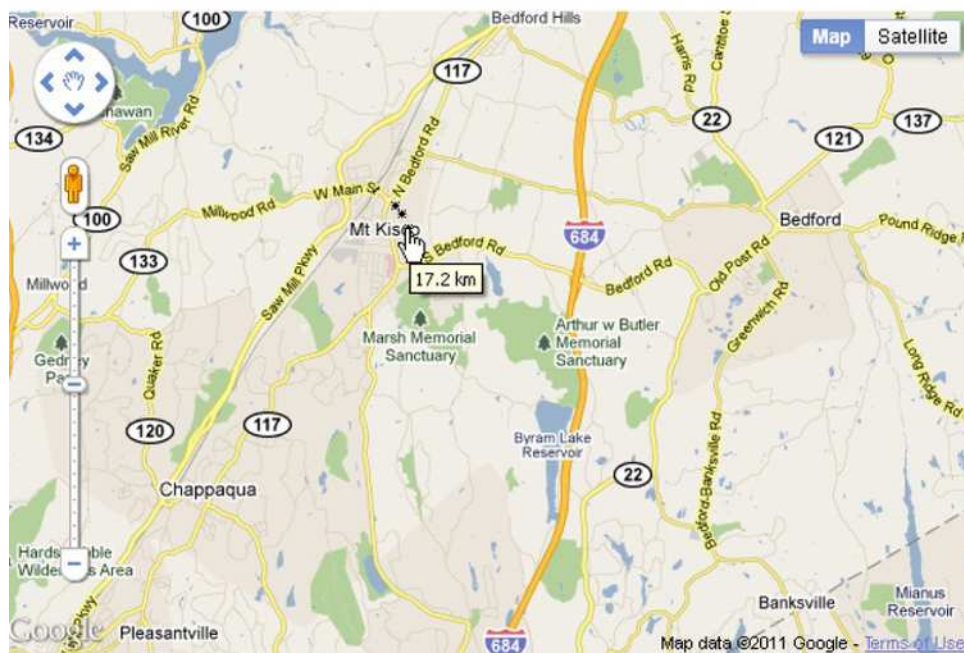 Reservoir
100
Bedford Hills
Map
Satellite
117
Harris Rd
Cantitoe St
22
137
121
134
Saw Mill River Rd
N Bedford Rd
W Main St
Millwood Rd
100
Mt Kisco
684
Bedford
Pound Ridge R
133
S Bedford Rd
17.2 km
Bedford Rd
Old Post Rd
Millwood
Saw Mill Pkwy
Greenwich Rd
Marsh Memorial
Sanctuary
Arthur w Butler
Memorial
Sanctuary
Quaker Rd
Long Ridge Rd
120
117
Byram Lake
Reservoir
22
Bedford-Banksville Rd
Chappaqua
Banksville
Mianus
Reservoir
Pleasantville
684
Google
Map data ©2011 Google - Terms of Use